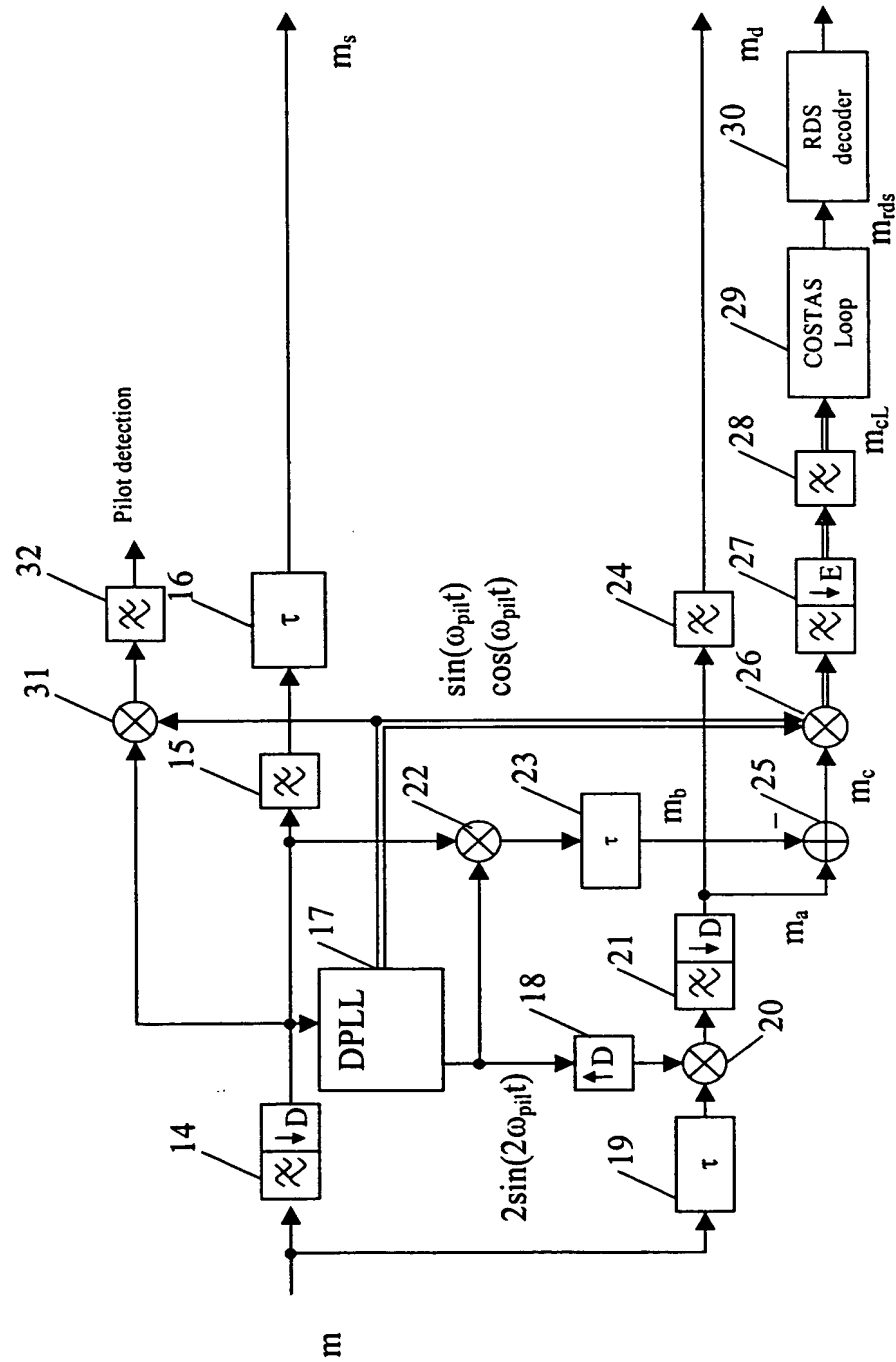 m
14
↓D
DPLL
17
2sin(2ω_pil t)
18
↑D
19
τ
20
21
↓D
22
23
τ
m_b
m_a
15
16
τ
31
32
Pilot detection
sin(ω_pil t)
cos(ω_pil t)
24
25
−
m_c
26
27
↓E
28
m_cL
29
COSTAS
Loop
m_rds
30
RDS
decoder
m_d
m_s